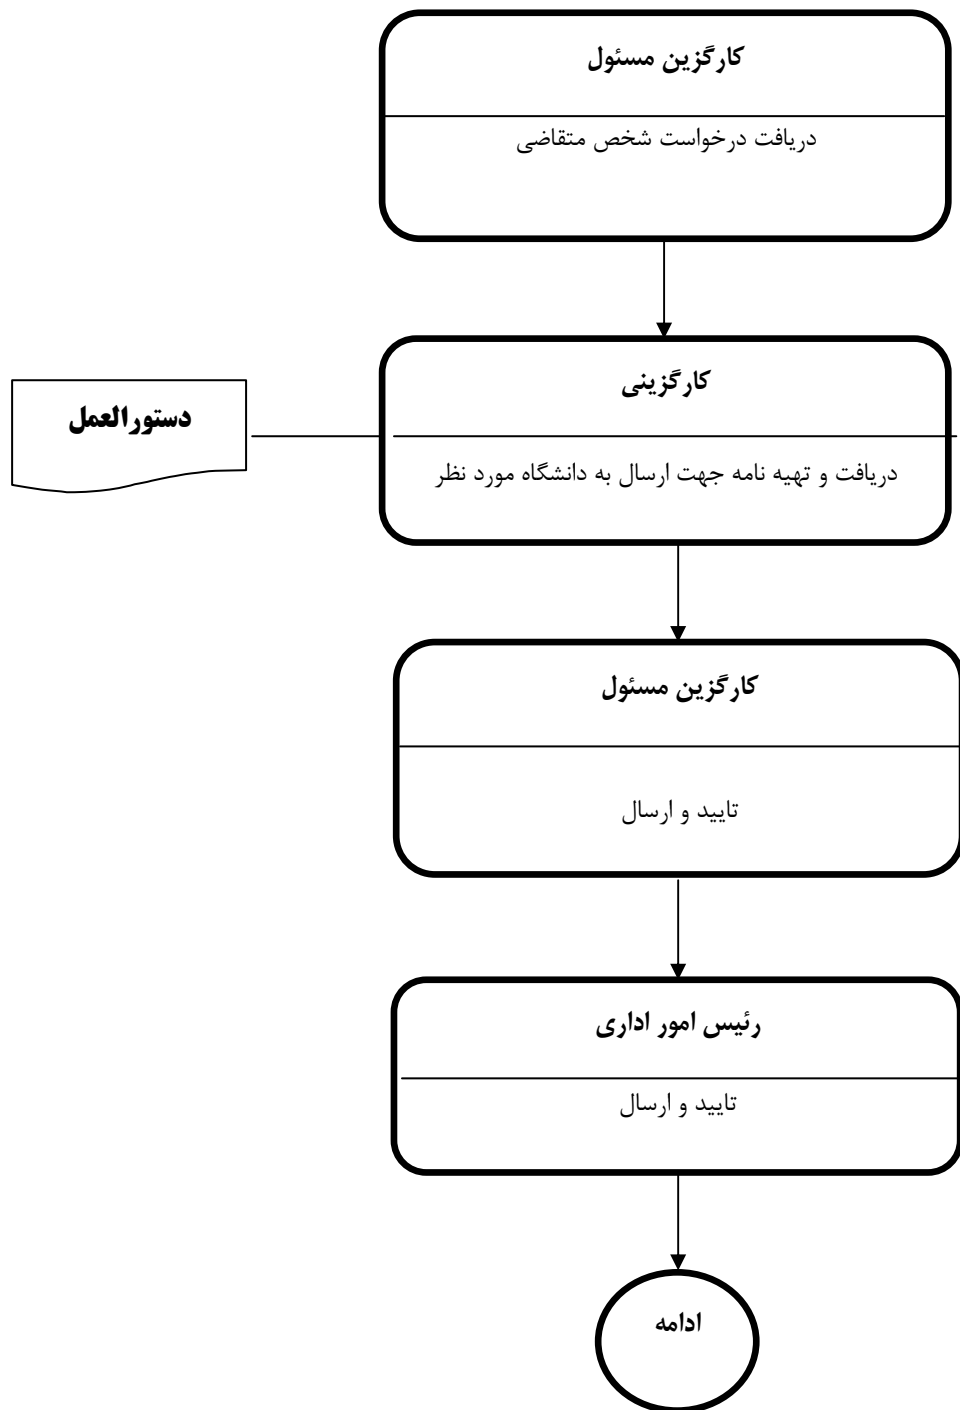 کارگزین مسئول
دریافت درخواست شخص متقاضی
کارگزینی
دستورالعمل
دریافت و تهیه نامه جهت ارسال به دانشگاه مورد نظر
کارگزین مسئول
تایید و ارسال
رئیس امور اداری
تایید و ارسال
ادامه